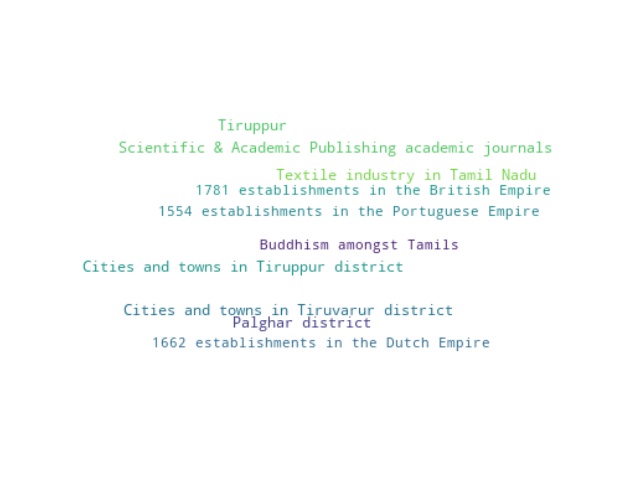 Tiruppur
Scientific & Academic Publishing academic journals
Textile industry in Tamil Nadu
1781 establishments in the British Empire
1554 establishments in the Portuguese Empire
Buddhism amongst Tamils
Cities and towns in Tiruppur district
Cities and towns in Tiruvarur district
Palghar district
1662 establishments in the Dutch Empire